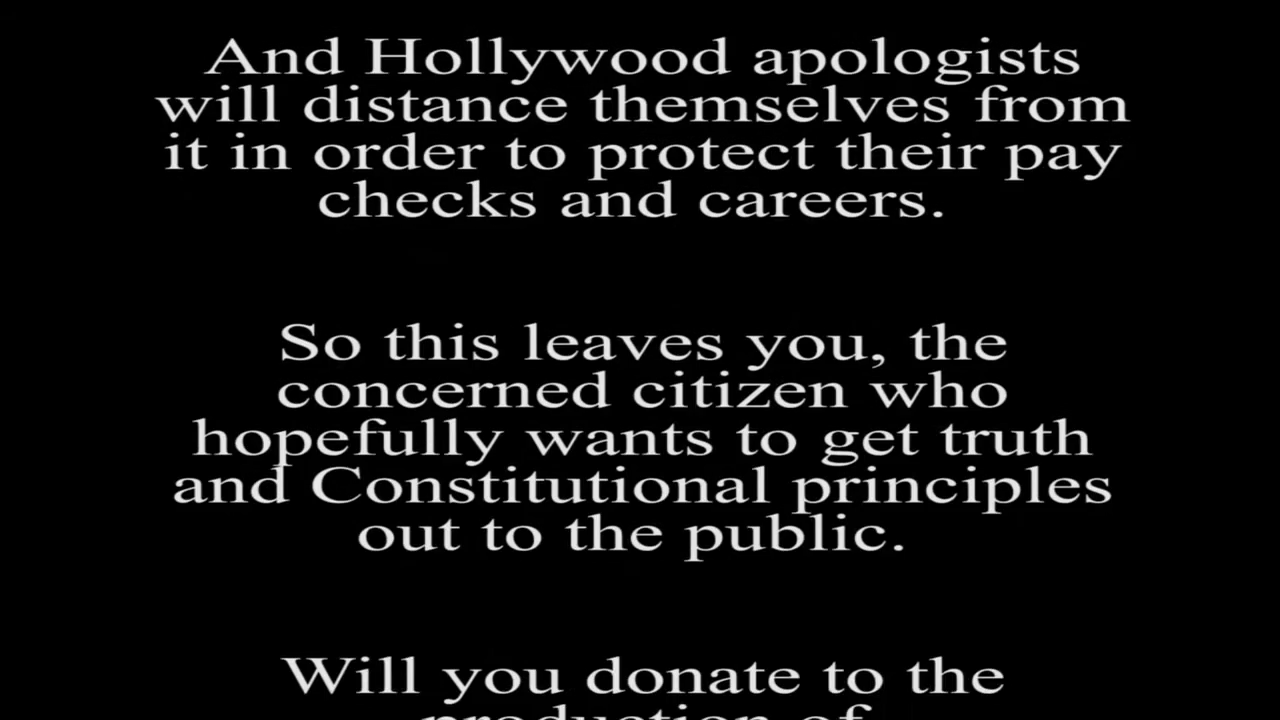 And Hollywood apologists
will distance themselves from
it in order to protect their pay
checks and careers.
So this leaves you, the
concerned citizen who
hopefully wants to get truth
and Constitutional principles
out to the public.
Will you donate to the
production of